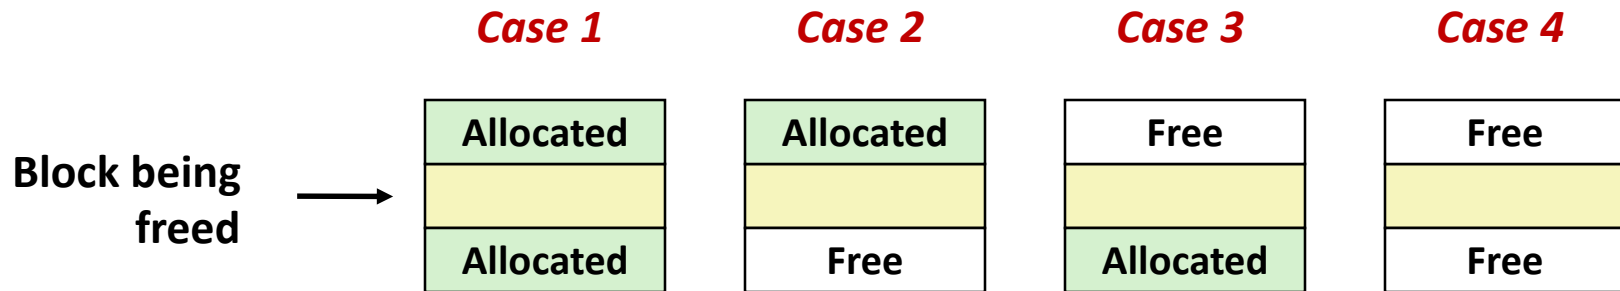 Case 1 Case 2 Case 3 Case 4
Allocated Allocated Free Free
Block being
freed
Allocated Free Allocated Free